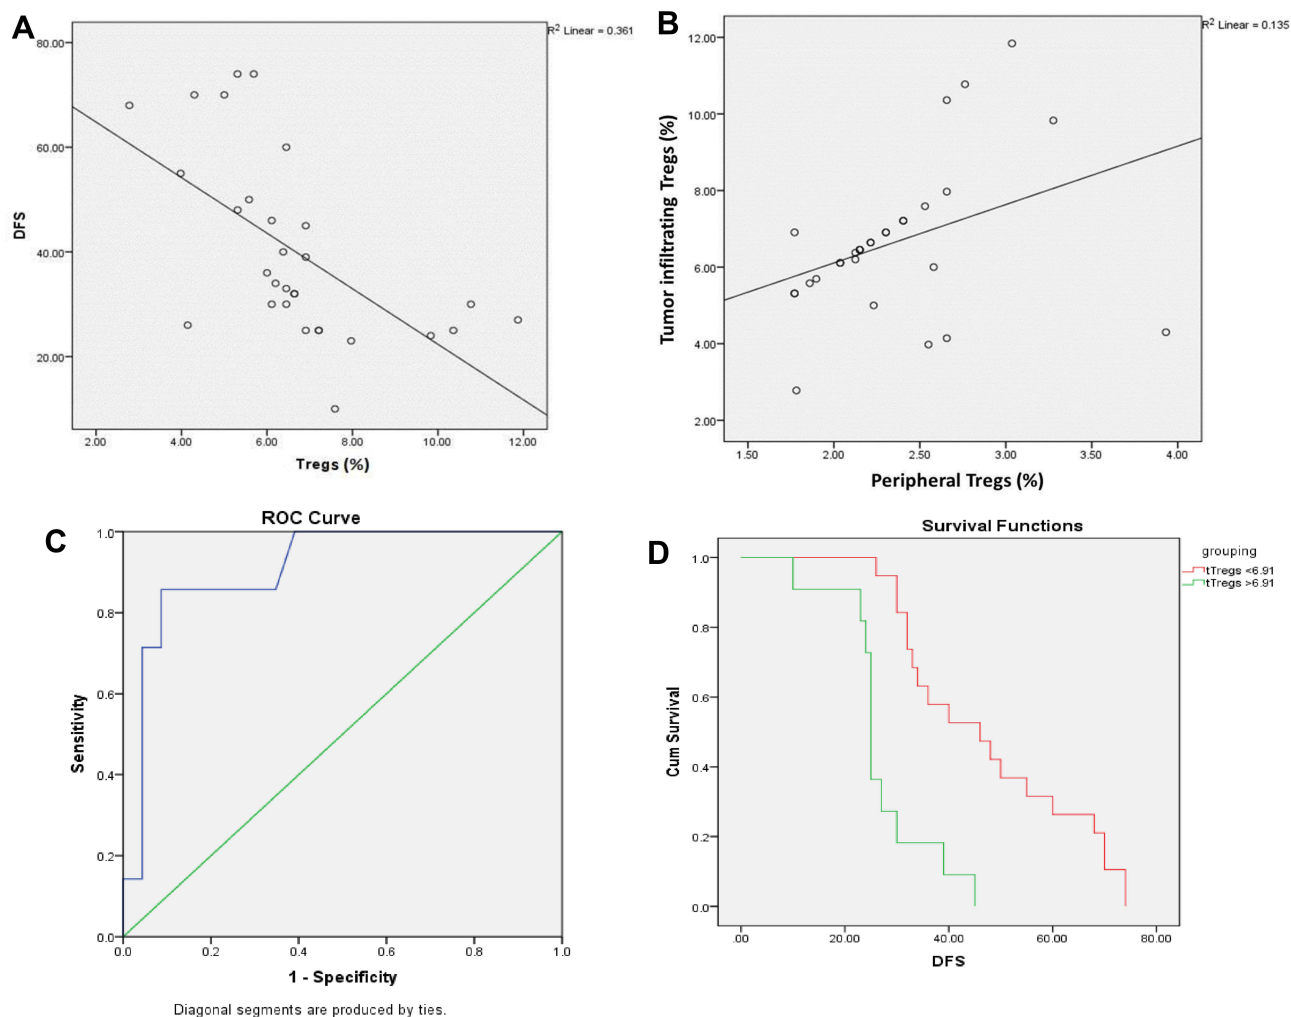 A
R² Linear = 0.361
80.00
60.00
40.00
20.00
DFS
2.00 4.00 6.00 8.00 10.00 12.00
Tregs (%)
B
R² Linear = 0.135
12.00
10.00
8.00
6.00
4.00
2.00
Tumor infiltrating Tregs (%)
1.50 2.00 2.50 3.00 3.50 4.00
Peripheral Tregs (%)
C
ROC Curve
1.0
0.8
0.6
0.4
0.2
0.0
Sensitivity
0.0 0.2 0.4 0.6 0.8 1.0
1 - Specificity
Diagonal segments are produced by ties.
D
Survival Functions
grouping
tTregs <6.91
tTregs >6.91
1.0
0.8
0.6
0.4
0.2
0.0
Cum Survival
.00 20.00 40.00 60.00 80.00
DFS